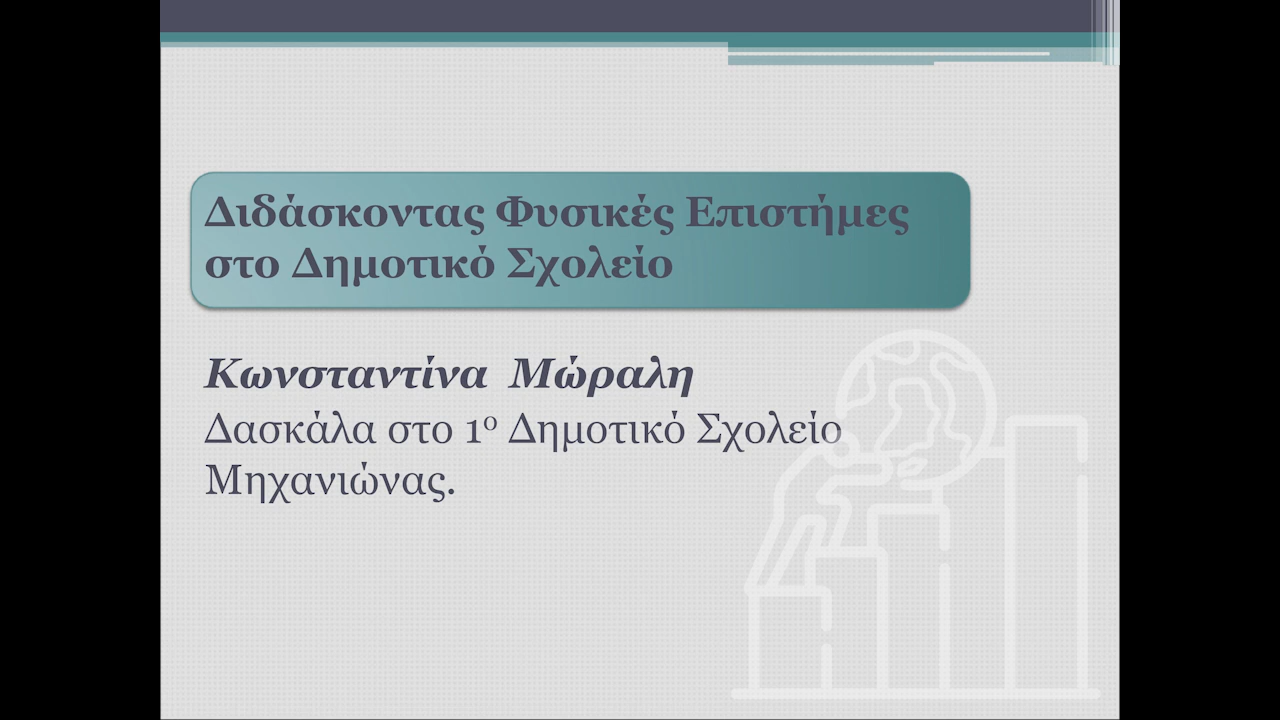 Διδάσκοντας Φυσικές Επιστήμες
στο Δημοτικό Σχολείο
Κωνσταντίνα Μώραλη
Δασκάλα στο 1ο Δημοτικό Σχολείο
Μηχανιώνας.